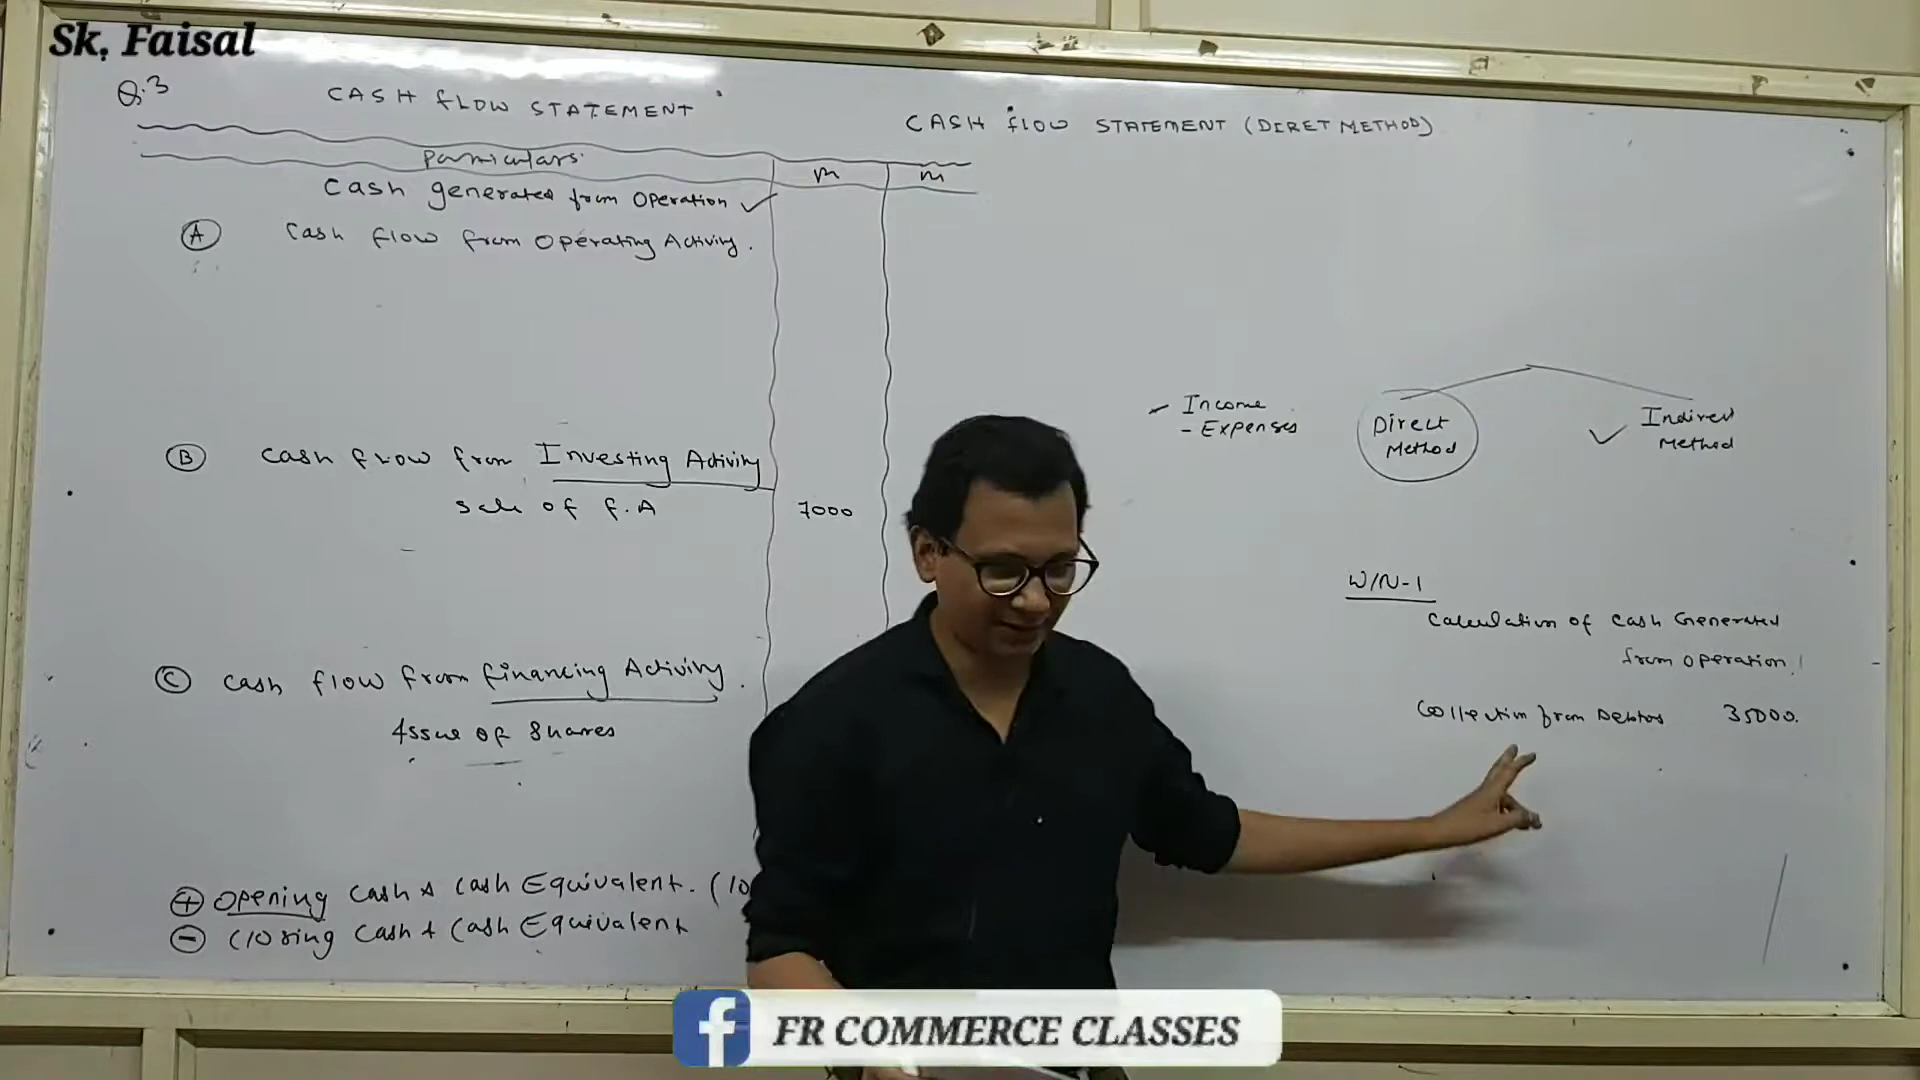 Sk. Faisal
Q.3
CASH FLOW STATEMENT
CASH FLOW STATEMENT (DIRET METHOD)
Particulars
Cash generated from Operation ✓
A Cash flow from Operating Activity.
- Income
- Expenses
Direct Method
✓ Indirect Method
B Cash flow from Investing Activity
Sale of F.A 7000
W/N-1
Calculation of Cash Generated
from Operation
Collection from Debtors 35000.
C Cash flow from financing Activity.
Issue of Shares
+ Opening Cash & Cash Equivalent. (10
- Closing Cash & Cash Equivalent
f FR COMMERCE CLASSES